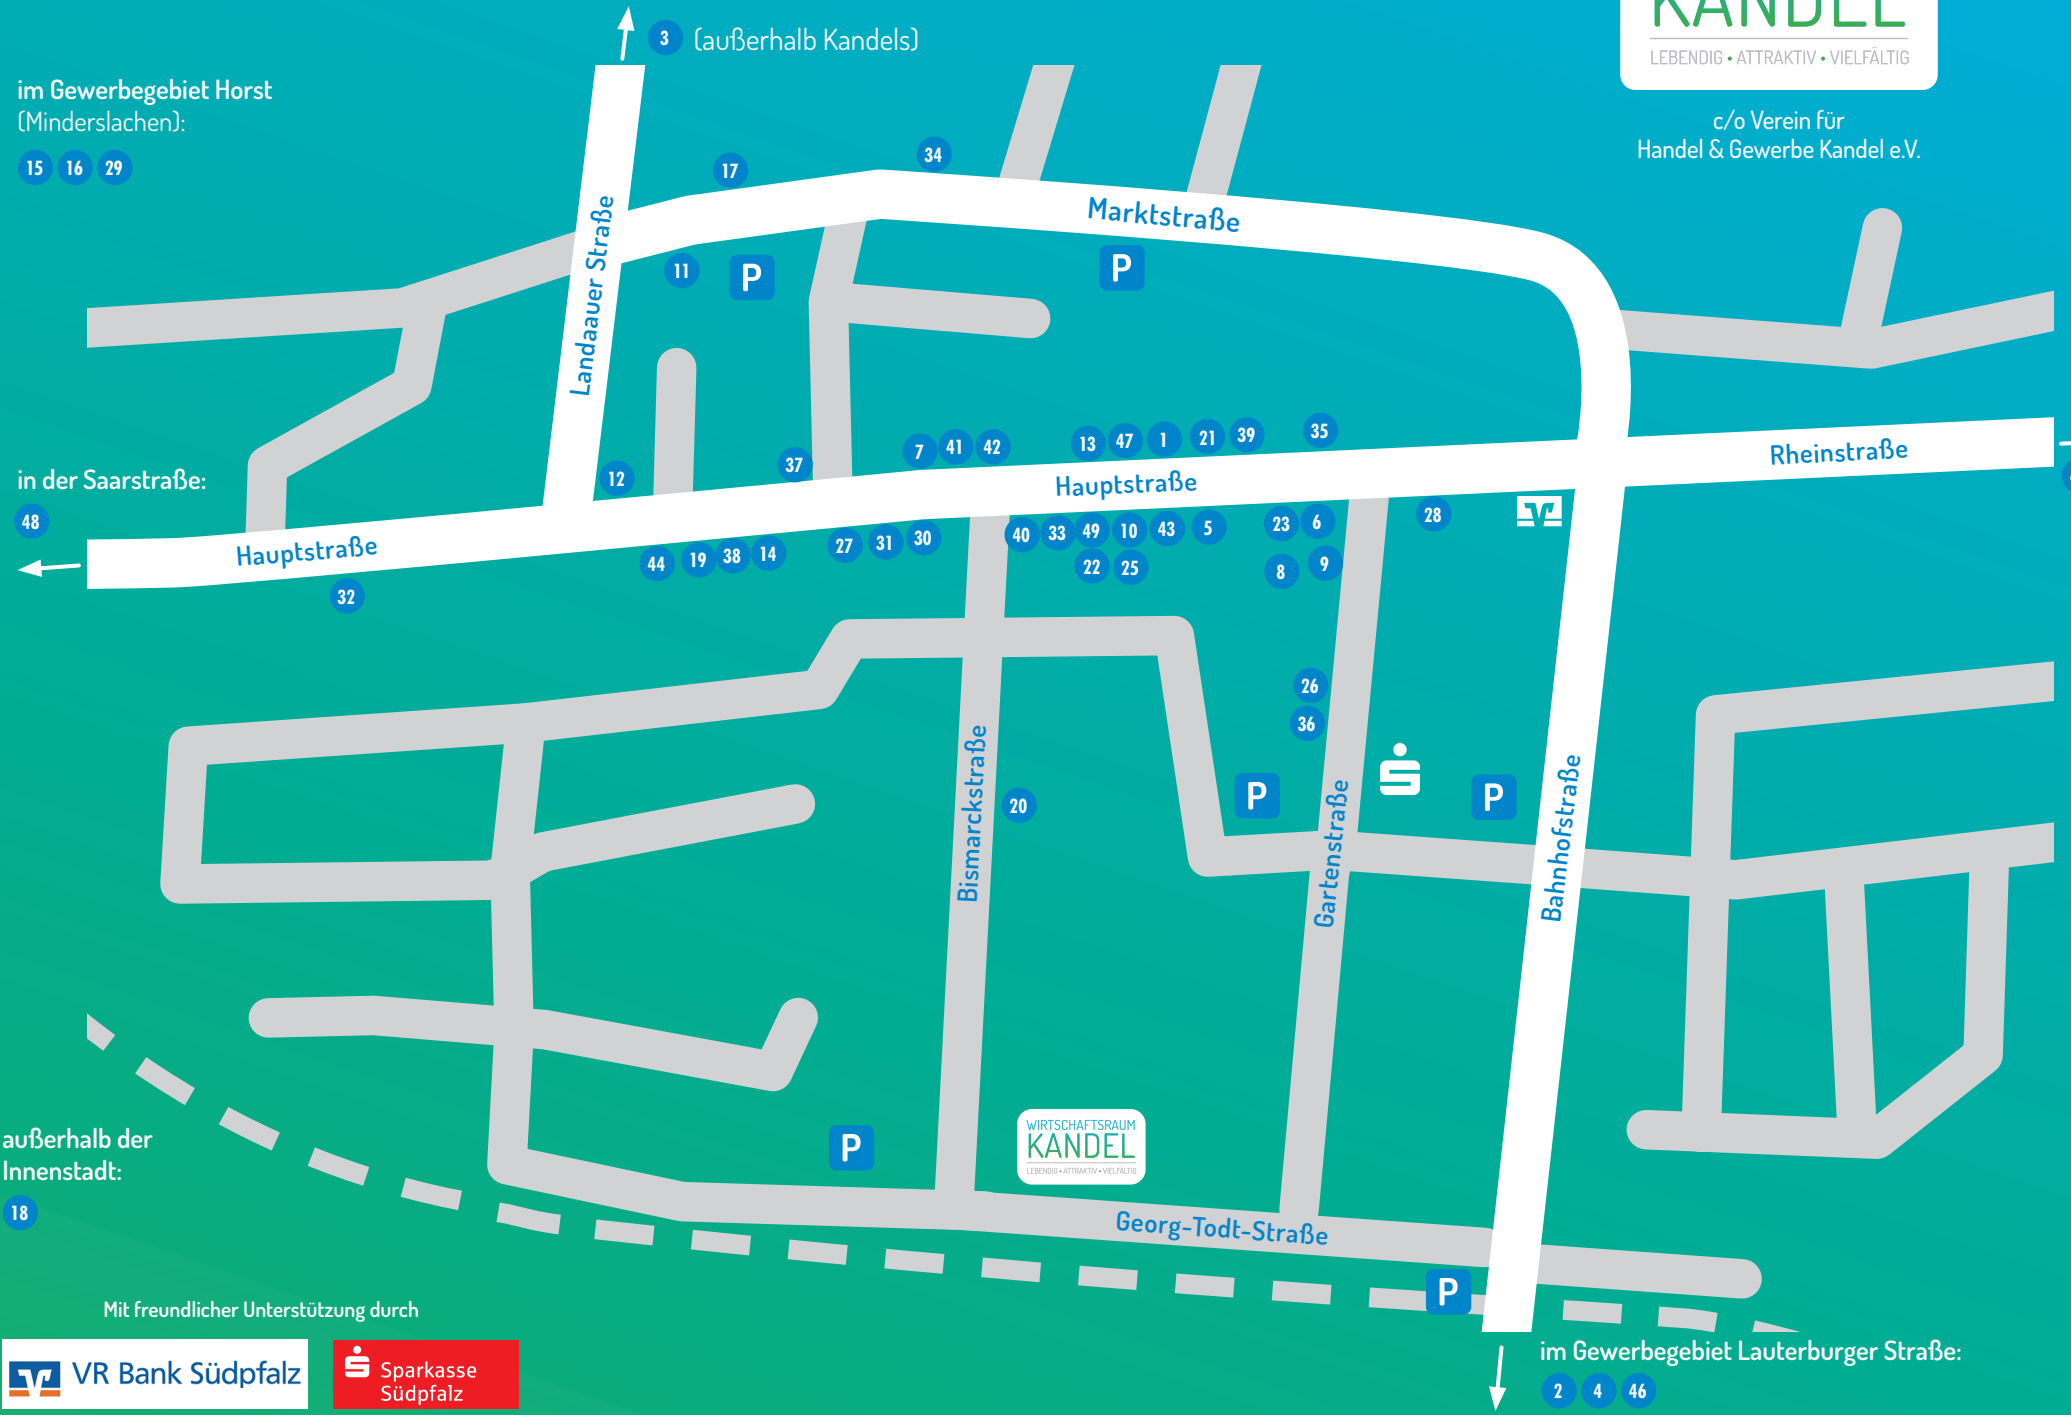 3 (außerhalb Kandels)
KANDEL
LEBENDIG • ATTRAKTIV • VIELFÄLTIG
c/o Verein für
Handel & Gewerbe Kandel e.V.
im Gewerbegebiet Horst
(Minderslachen):
15 16 29
17
34
Marktstraße
Landaauer Straße
11
P
P
in der Saarstraße:
48
12
37
7 41 42
13 47 1 21 39
35
Rheinstraße
Hauptstraße
Hauptstraße
32
44 19 38 14
27 31 30
40 33 49 10 43 5
22 25
23 6
8 9
28
26
36
P
P
Bismarckstraße
20
Gartenstraße
Bahnhofstraße
P
WIRTSCHAFTSRAUM
KANDEL
LEBENDIG • ATTRAKTIV • VIELFÄLTIG
Georg-Todt-Straße
P
außerhalb der
Innenstadt:
18
Mit freundlicher Unterstützung durch
VR Bank Südpfalz
Sparkasse
Südpfalz
im Gewerbegebiet Lauterburger Straße:
2 4 46